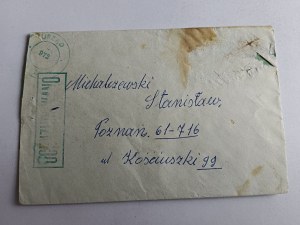 Michalczewski
Stanisław,
Poznań 61-716
ul Kościuszki 99